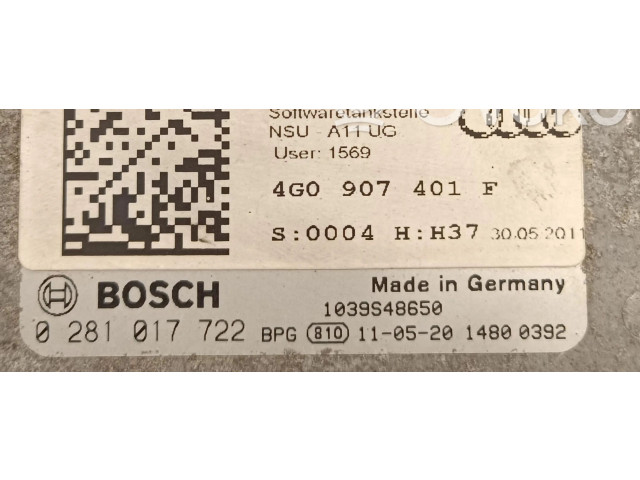 Softwaretankstelle
NSU - A11 UG
User: 1569
4G0 907 401 F
S:0004 H:H37 30.05.2011
BOSCH
Made in Germany
1039S48650
0 281 017 722 BPG 810 11-05-20 1480 0392